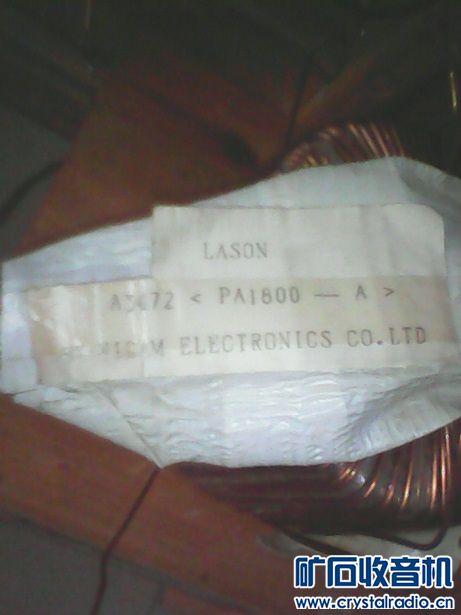 LASON
< PA1800 — A >
ELECTRONICS CO.LTD
矿石收音机
www.crystalradio.cn